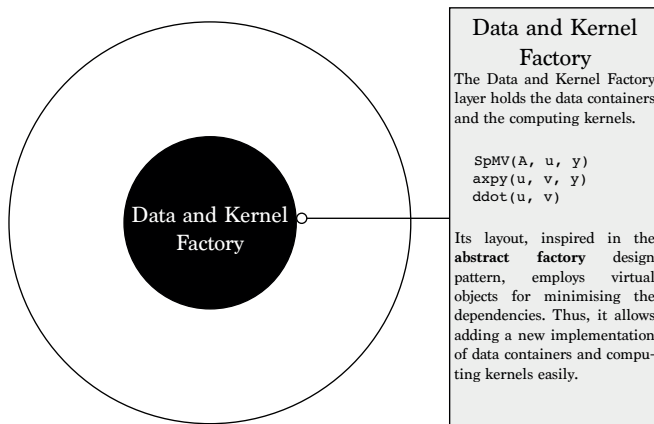 Data and Kernel
Factory
Data and Kernel
Factory
The Data and Kernel Factory
layer holds the data containers
and the computing kernels.
SpMV(A, u, y)
axpy(u, v, y)
ddot(u, v)
Its layout, inspired in the
abstract factory design
pattern, employs virtual
objects for minimising the
dependencies. Thus, it allows
adding a new implementation
of data containers and compu-
ting kernels easily.